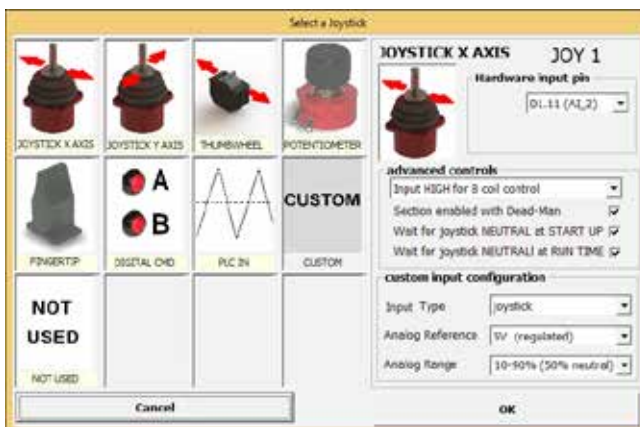 Select a Joystick
JOYSTICK X AXIS
JOYSTICK Y AXIS
THUMBWHEEL
POTENTIOMETER
FINGERTIP
A
B
DIGITAL CMD
PLC IN
CUSTOM
CUSTOM
NOT
USED
NOT USED
Cancel
JOYSTICK X AXIS JOY 1
Hardware input pin
D1.11 (AI_2)
advanced controls
Input HIGH for B coil control
Section enabled with Dead-Man
Wait for joystick NEUTRAL at START UP
Wait for joystick NEUTRAL! at RUN TIME
custom input configuration
Input Type joystick
Analog Reference 5V (regulated)
Analog Range 10-90% (50% neutral)
OK